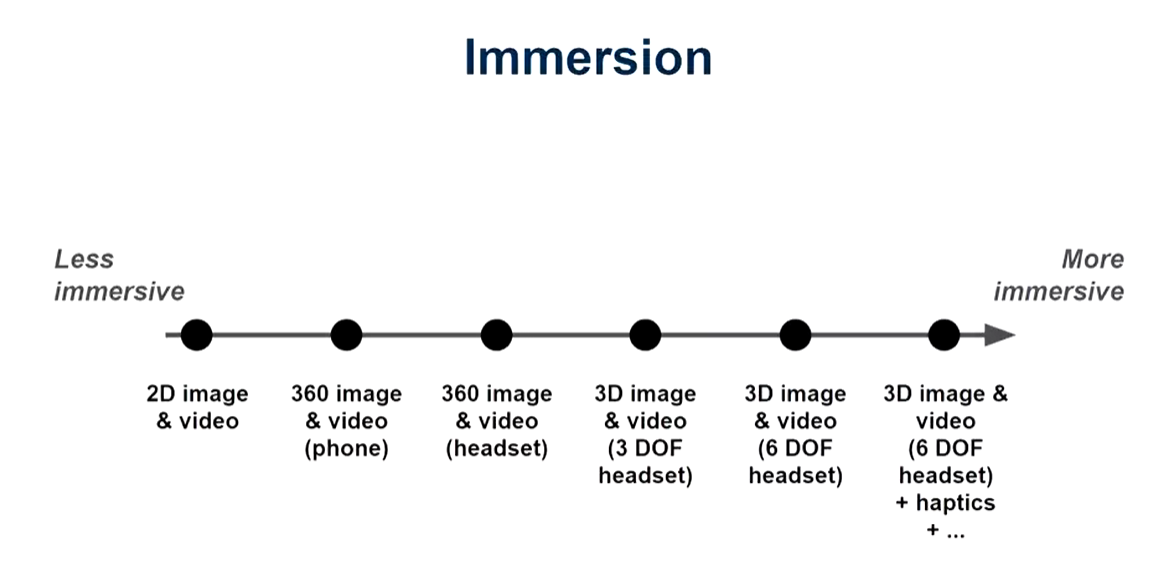 Immersion
Less
immersive
More
immersive
2D image
& video
360 image
& video
(phone)
360 image
& video
(headset)
3D image
& video
(3 DOF
headset)
3D image
& video
(6 DOF
headset)
3D image &
video
(6 DOF
headset)
+ haptics
+ ...